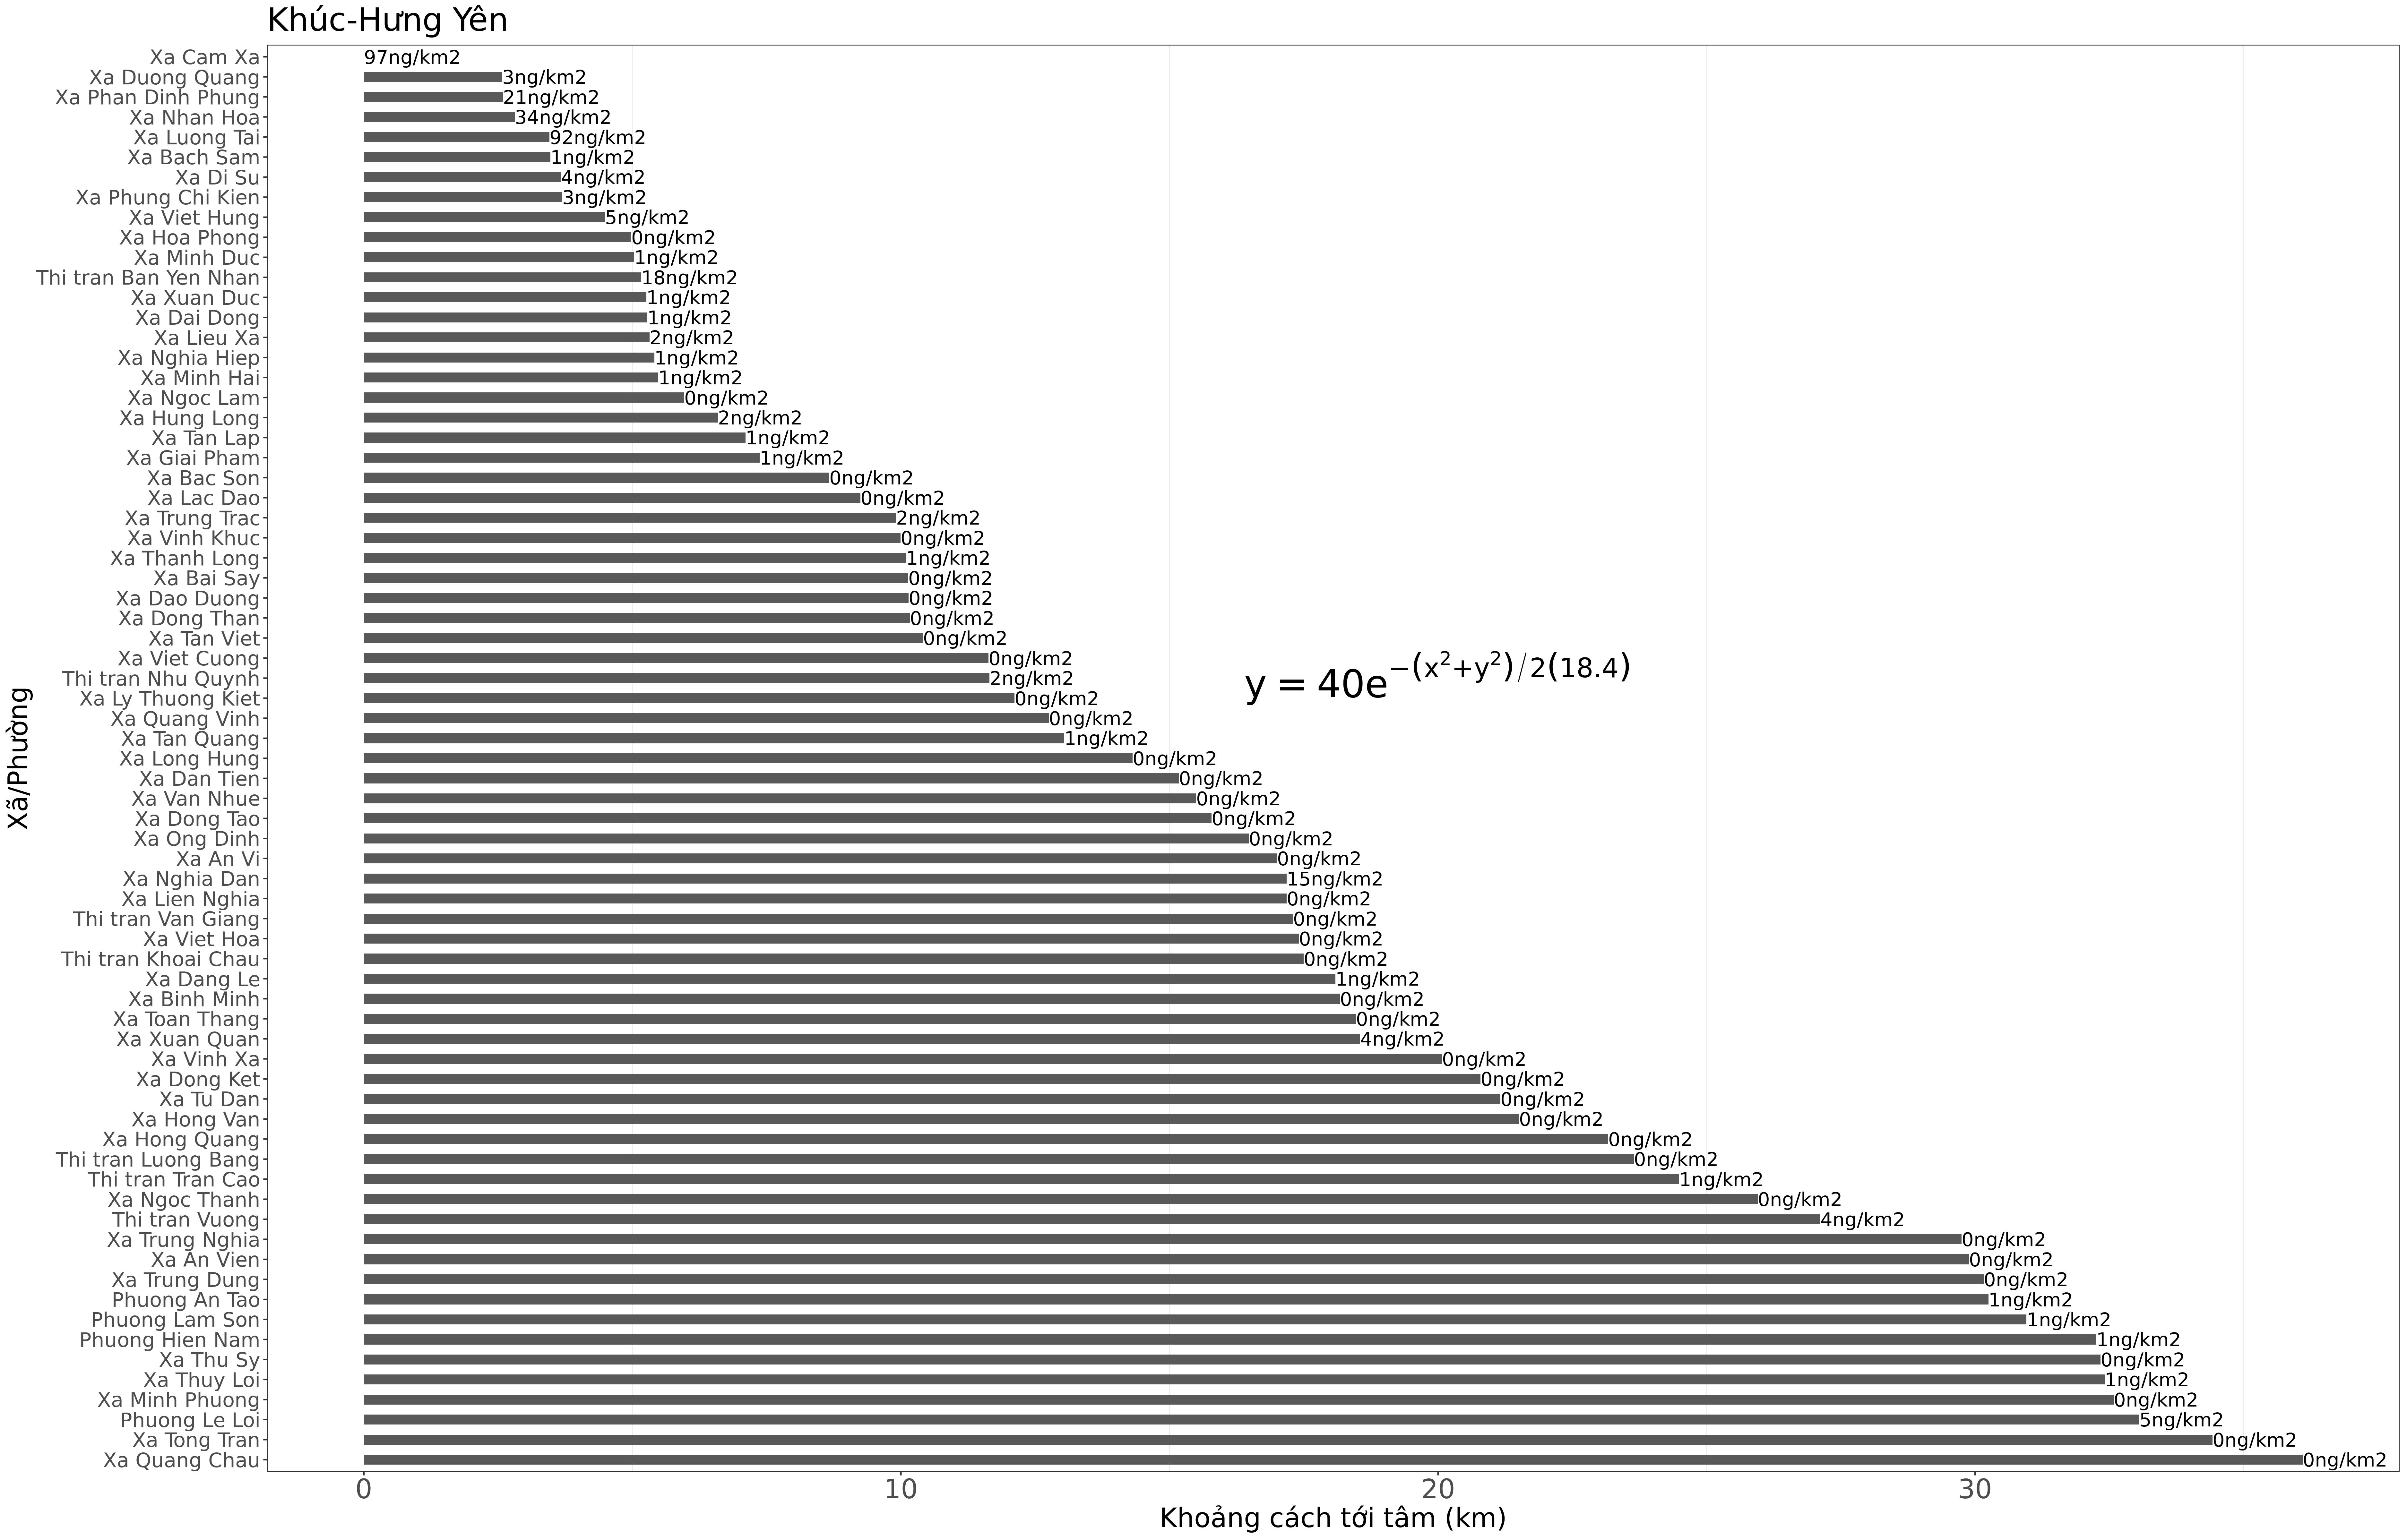 Khúc-Hưng Yên
Xa Cam Xa 97ng/km2
Xa Duong Quang 3ng/km2
Xa Phan Dinh Phung 21ng/km2
Xa Nhan Hoa 34ng/km2
Xa Luong Tai 92ng/km2
Xa Bach Sam 1ng/km2
Xa Di Su 4ng/km2
Xa Phung Chi Kien 3ng/km2
Xa Viet Hung 5ng/km2
Xa Hoa Phong 0ng/km2
Xa Minh Duc 1ng/km2
Thi tran Ban Yen Nhan 18ng/km2
Xa Xuan Duc 1ng/km2
Xa Dai Dong 1ng/km2
Xa Lieu Xa 2ng/km2
Xa Nghia Hiep 1ng/km2
Xa Minh Hai 1ng/km2
Xa Ngoc Lam 0ng/km2
Xa Hung Long 2ng/km2
Xa Tan Lap 1ng/km2
Xa Giai Pham 1ng/km2
Xa Bac Son 0ng/km2
Xa Lac Dao 0ng/km2
Xa Trung Trac 2ng/km2
Xa Vinh Khuc 0ng/km2
Xa Thanh Long 1ng/km2
Xa Bai Say 0ng/km2
Xa Dao Duong 0ng/km2
Xa Dong Than 0ng/km2
Xa Tan Viet 0ng/km2
Xa Viet Cuong 0ng/km2
Thi tran Nhu Quynh 2ng/km2
y = 40e^−(x²+y²)/2(18.4)
Xa Ly Thuong Kiet 0ng/km2
Xa Quang Vinh 0ng/km2
Xa Tan Quang 1ng/km2
Xa Long Hung 0ng/km2
Xa Dan Tien 0ng/km2
Xa Van Nhue 0ng/km2
Xa Dong Tao 0ng/km2
Xa Ong Dinh 0ng/km2
Xa An Vi 0ng/km2
Xa Nghia Dan 15ng/km2
Xa Lien Nghia 0ng/km2
Thi tran Van Giang 0ng/km2
Xa Viet Hoa 0ng/km2
Thi tran Khoai Chau 0ng/km2
Xa Dang Le 1ng/km2
Xa Binh Minh 0ng/km2
Xa Toan Thang 0ng/km2
Xa Xuan Quan 4ng/km2
Xa Vinh Xa 0ng/km2
Xa Dong Ket 0ng/km2
Xa Tu Dan 0ng/km2
Xa Hong Van 0ng/km2
Xa Hong Quang 0ng/km2
Thi tran Luong Bang 0ng/km2
Thi tran Tran Cao 1ng/km2
Xa Ngoc Thanh 0ng/km2
Thi tran Vuong 4ng/km2
Xa Trung Nghia 0ng/km2
Xa An Vien 0ng/km2
Xa Trung Dung 0ng/km2
Phuong An Tao 1ng/km2
Phuong Lam Son 1ng/km2
Phuong Hien Nam 1ng/km2
Xa Thu Sy 0ng/km2
Xa Thuy Loi 1ng/km2
Xa Minh Phuong 0ng/km2
Phuong Le Loi 5ng/km2
Xa Tong Tran 0ng/km2
Xa Quang Chau 0ng/km2
Xã/Phường
0 10 20 30
Khoảng cách tới tâm (km)